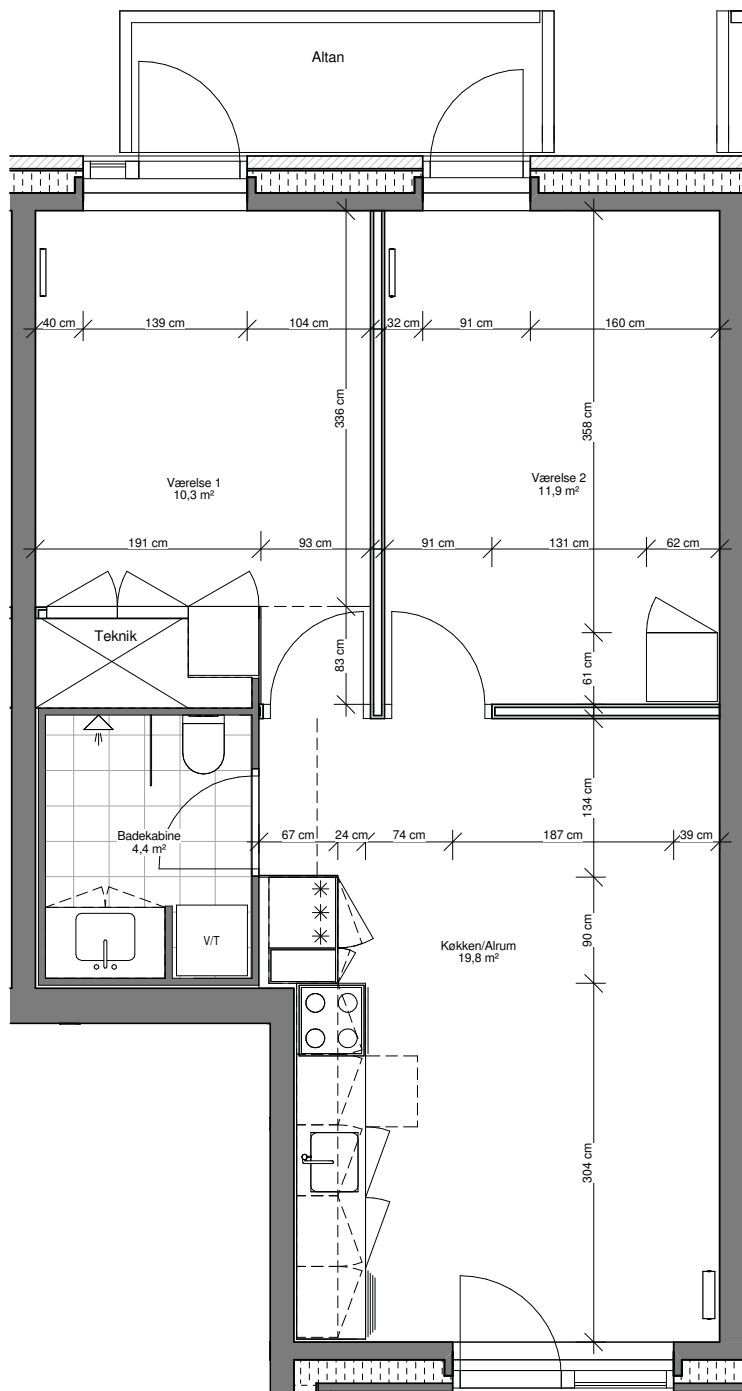 Altan
40 cm
139 cm
104 cm
32 cm
91 cm
160 cm
336 cm
358 cm
Værelse 1
10,3 m²
Værelse 2
11,9 m²
191 cm
93 cm
91 cm
131 cm
62 cm
Teknik
83 cm
61 cm
134 cm
Badekabine
4,4 m²
67 cm
24 cm
74 cm
187 cm
39 cm
V/T
Køkken/Alrum
19,8 m²
90 cm
304 cm